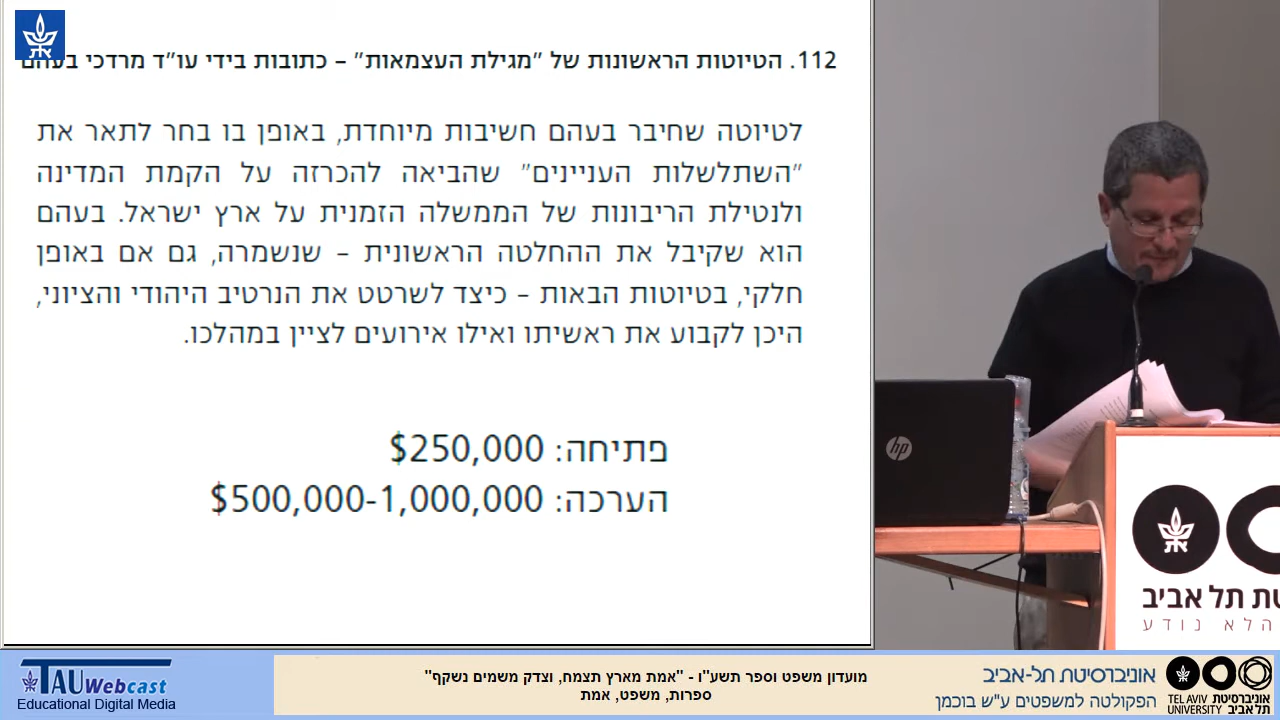 112. הטיוטות הראשונות של "מגילת העצמאות" – כתובות בידי עו"ד מרדכי בעהם
לטיוטה שחיבר בעהם חשיבות מיוחדת, באופן בו בחר לתאר את
"השתלשלות העניינים" שהביאה להכרזה על הקמת המדינה
ולנטילת הריבונות של הממשלה הזמנית על ארץ ישראל. בעהם
הוא שקיבל את ההחלטה הראשונית – שנשמרה, גם אם באופן
חלקי, בטיוטות הבאות – כיצד לשרטט את הנרטיב היהודי והציוני,
היכן לקבוע את ראשיתו ואילו אירועים לציין במהלכו.
פתיחה: $250,000
הערכה: $500,000-1,000,000
hp
טת תל אביב
הלא נודע
TAU Webcast
Educational Digital Media
מועדון משפט וספר תשע"ו - "אמת מארץ תצמח, וצדק משמים נשקף"
ספרות, משפט, אמת
אוניברסיטת תל-אביב
הפקולטה למשפטים ע"ש בוכמן
TEL AVIV UNIVERSITY
אוניברסיטת תל אביב